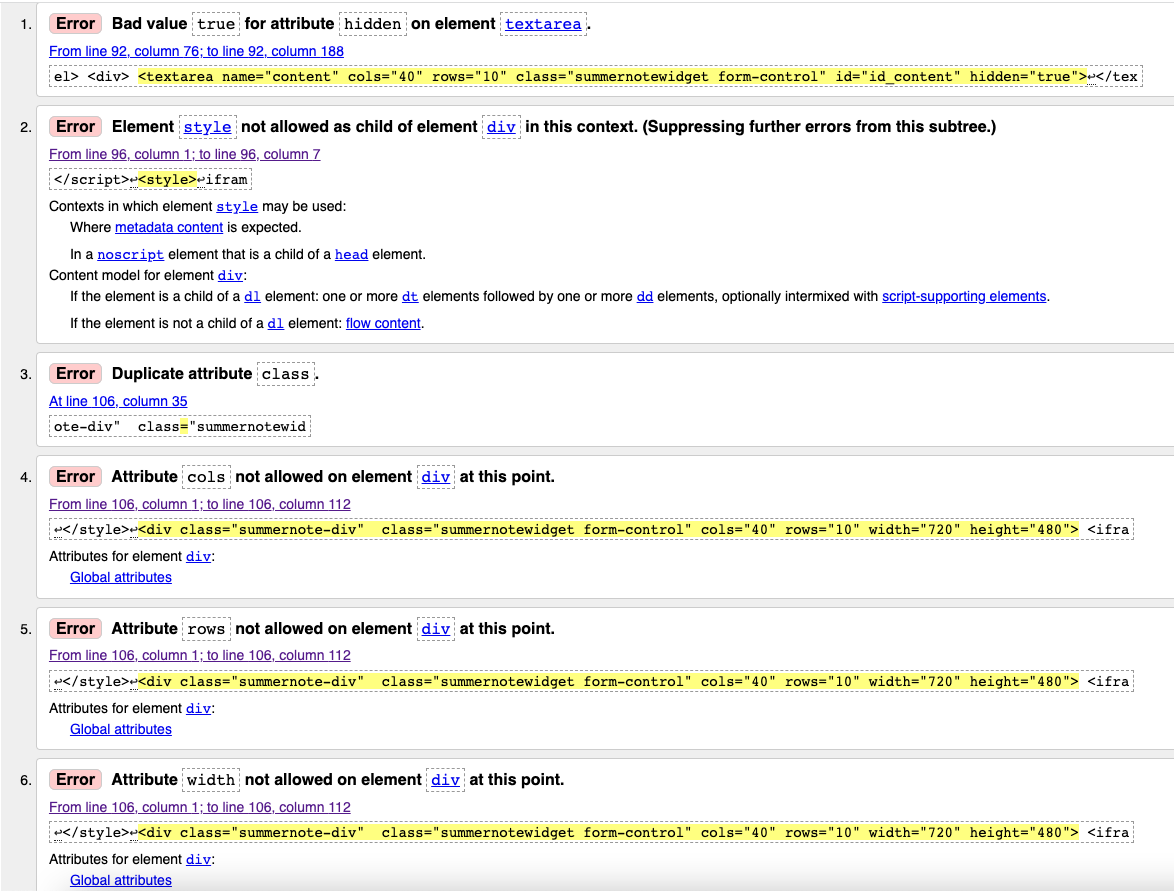 1. Error Bad value true for attribute hidden on element textarea.
From line 92, column 76; to line 92, column 188
el> <div> <textarea name="content" cols="40" rows="10" class="summernotewidget form-control" id="id_content" hidden="true">↩</tex
2. Error Element style not allowed as child of element div in this context. (Suppressing further errors from this subtree.)
From line 96, column 1; to line 96, column 7
</script>↩<style>↩ifram
Contexts in which element style may be used:
Where metadata content is expected.
In a noscript element that is a child of a head element.
Content model for element div:
If the element is a child of a dl element: one or more dt elements followed by one or more dd elements, optionally intermixed with script-supporting elements.
If the element is not a child of a dl element: flow content.
3. Error Duplicate attribute class.
At line 106, column 35
ote-div"  class="summernotewid
4. Error Attribute cols not allowed on element div at this point.
From line 106, column 1; to line 106, column 112
↩</style>↩<div class="summernote-div"  class="summernotewidget form-control" cols="40" rows="10" width="720" height="480"> <ifra
Attributes for element div:
Global attributes
5. Error Attribute rows not allowed on element div at this point.
From line 106, column 1; to line 106, column 112
↩</style>↩<div class="summernote-div"  class="summernotewidget form-control" cols="40" rows="10" width="720" height="480"> <ifra
Attributes for element div:
Global attributes
6. Error Attribute width not allowed on element div at this point.
From line 106, column 1; to line 106, column 112
↩</style>↩<div class="summernote-div"  class="summernotewidget form-control" cols="40" rows="10" width="720" height="480"> <ifra
Attributes for element div:
Global attributes